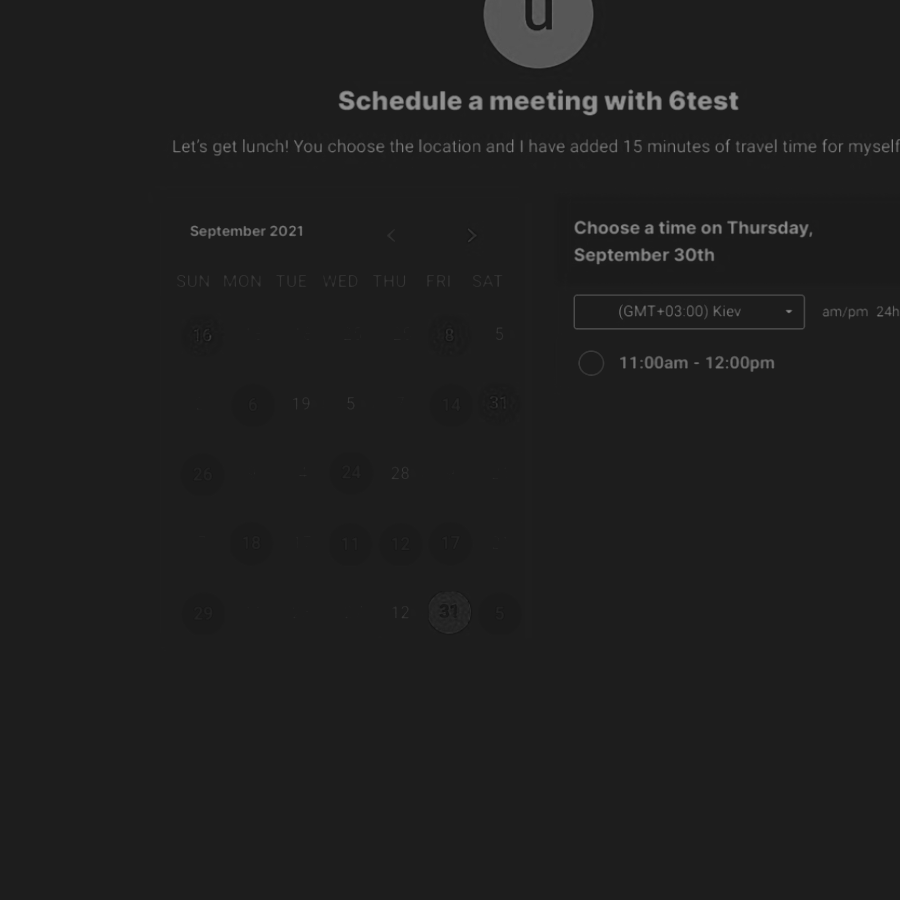 u
Schedule a meeting with 6test
Let's get lunch! You choose the location and I have added 15 minutes of travel time for myself
September 2021
Choose a time on Thursday,
September 30th
SUN MON TUE WED THU FRI SAT
(GMT+03:00) Kiev
am/pm 24h
16 8 5
11:00am - 12:00pm
6 19 5 14 31
26 24 28
18 11 12 17
29 12 31 5